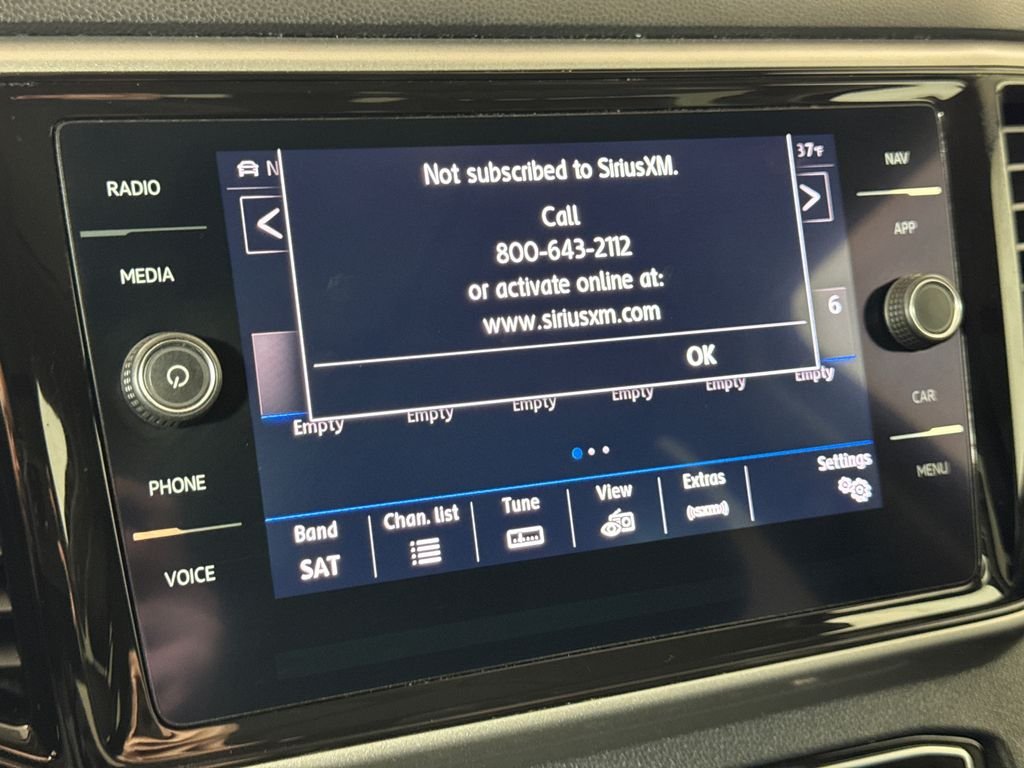 RADIO
MEDIA
PHONE
VOICE
N
37°F
Not subscribed to SiriusXM.
Call
800-643-2112
or activate online at:
www.siriusxm.com
OK
6
Empty
Empty
Empty
Empty
Empty
Empty
Band
SAT
Chan. list
Tune
View
Extras
((SXM))
Settings
NAV
APP
CAR
MENU